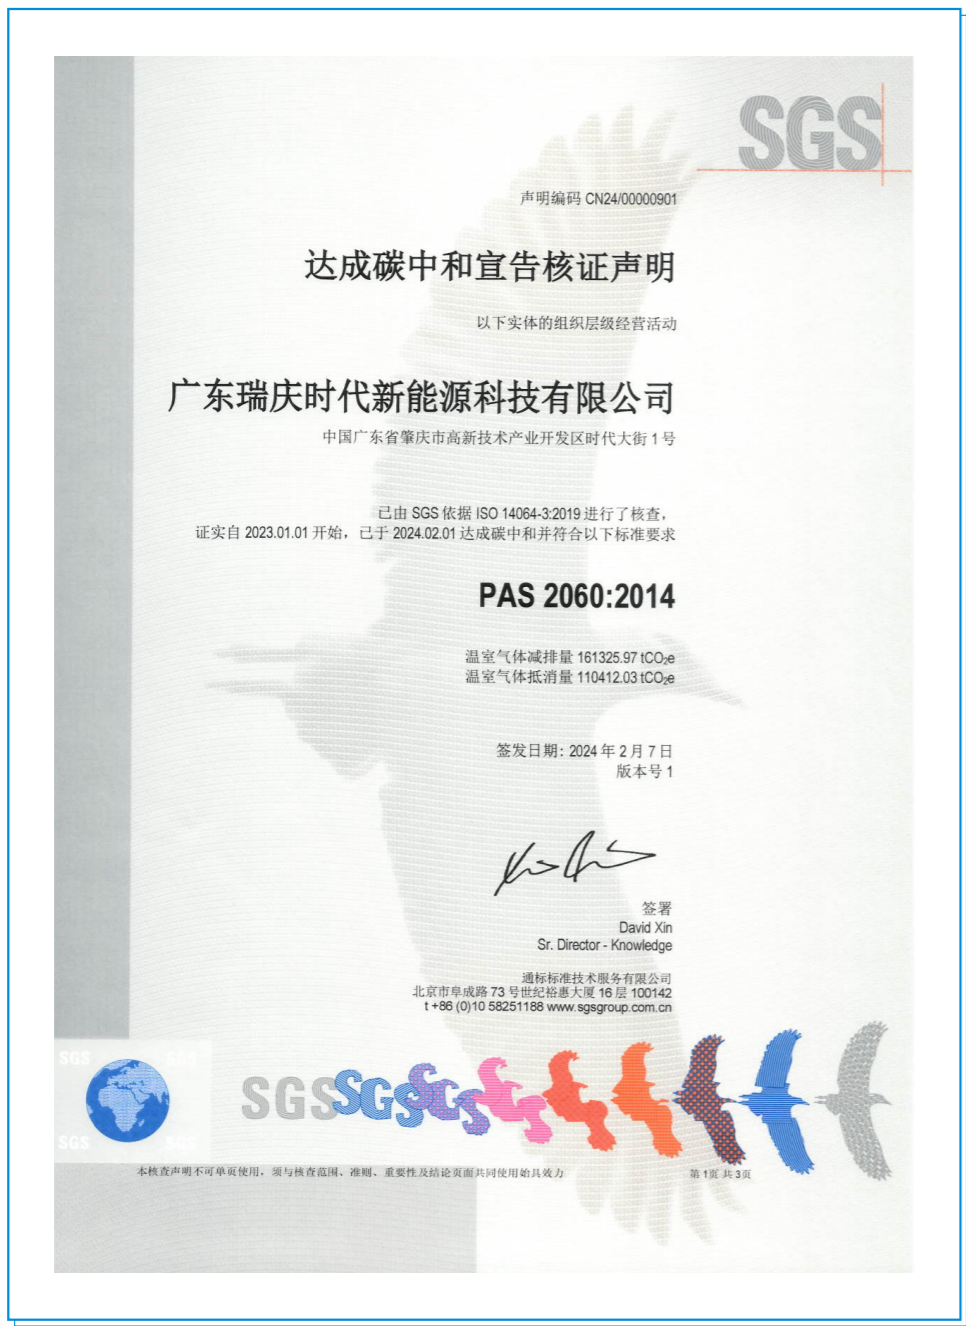 SGS
声明编码 CN24/00000901
达成碳中和宣告核证声明
以下实体的组织层级经营活动
广东瑞庆时代新能源科技有限公司
中国广东省肇庆市高新技术产业开发区时代大街 1 号
已由 SGS 依据 ISO 14064-3:2019 进行了核查，
证实自 2023.01.01 开始，已于 2024.02.01 达成碳中和并符合以下标准要求
PAS 2060:2014
温室气体减排量 161325.97 tCO₂e
温室气体抵消量 110412.03 tCO₂e
签发日期: 2024 年 2 月 7 日
版本号 1
签署
David Xin
Sr. Director - Knowledge
通标标准技术服务有限公司
北京市阜成路 73 号世纪裕惠大厦 16 层 100142
t +86 (0)10 58251188 www.sgsgroup.com.cn
SGS SGS
SGS SGS
SGS SGS SGS
本核查声明不可单页使用，须与核查范围、准则、重要性及结论页面共同使用始具效力
第 1页 共 3页